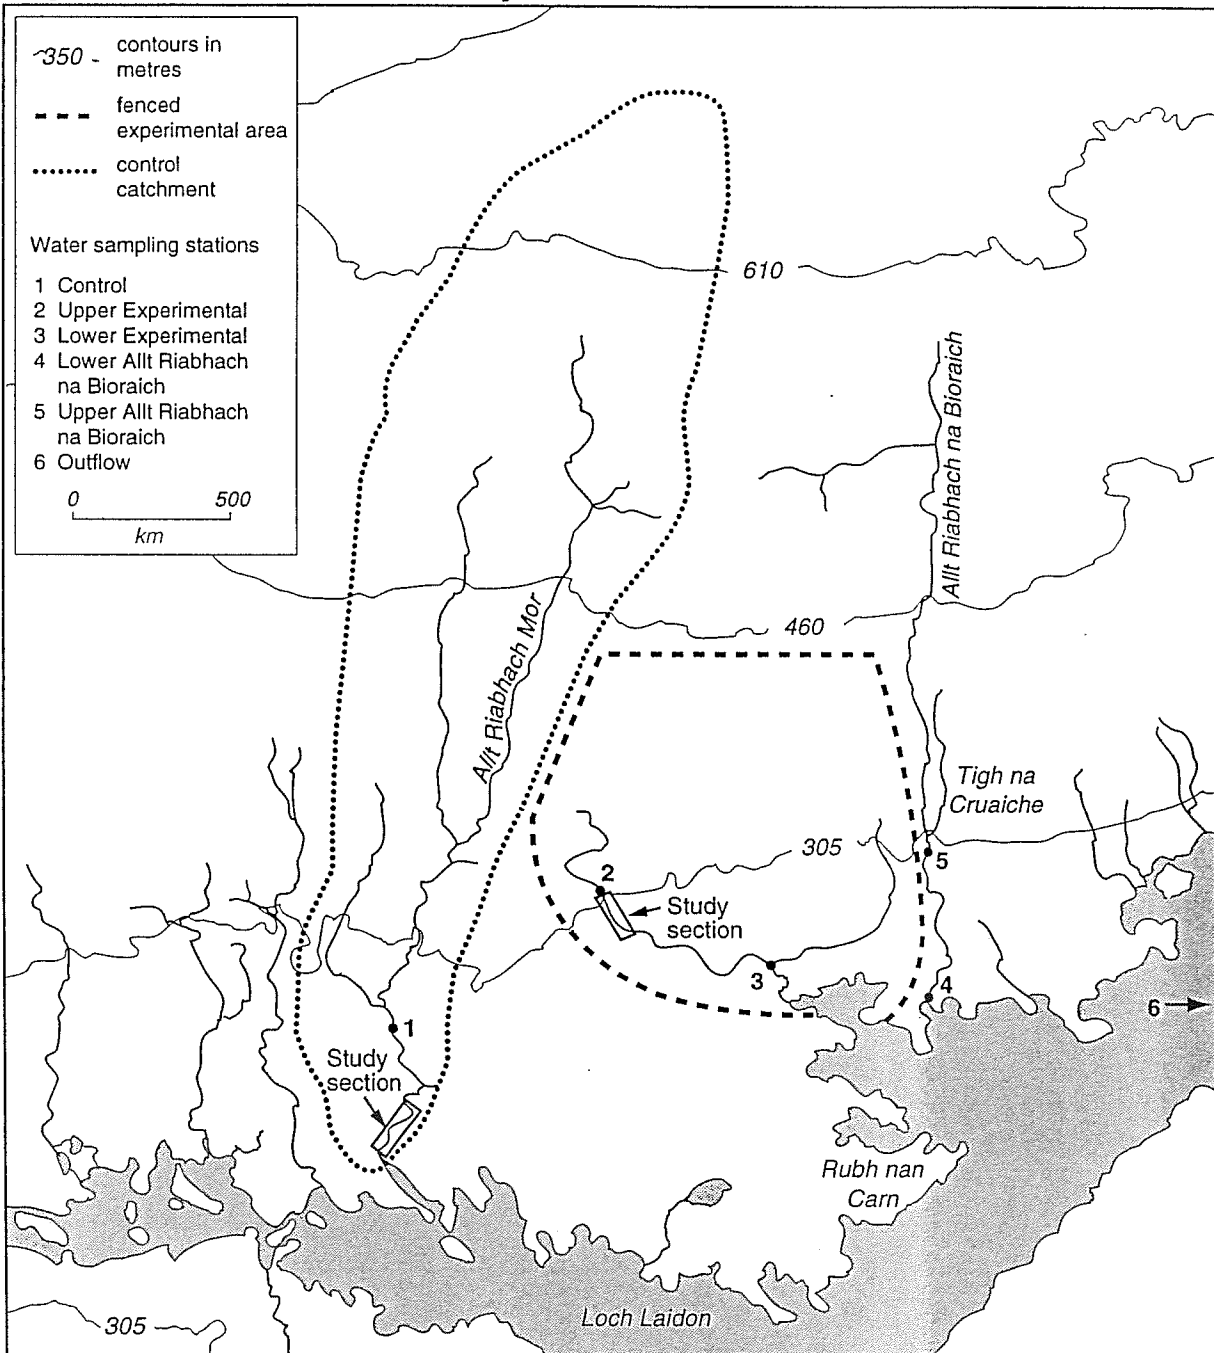 350
contours in
metres
fenced
experimental area
control
catchment
Water sampling stations
1 Control
2 Upper Experimental
3 Lower Experimental
4 Lower Allt Riabhach
na Bioraich
5 Upper Allt Riabhach
na Bioraich
6 Outflow
0 500
km
610
Allt Riabhach na Bioraich
460
Allt Riabhach Mor
Tigh na
Cruaiche
305
5
2
Study
section
3
4
6
1
Study
section
Rubh nan
Carn
Loch Laidon
305